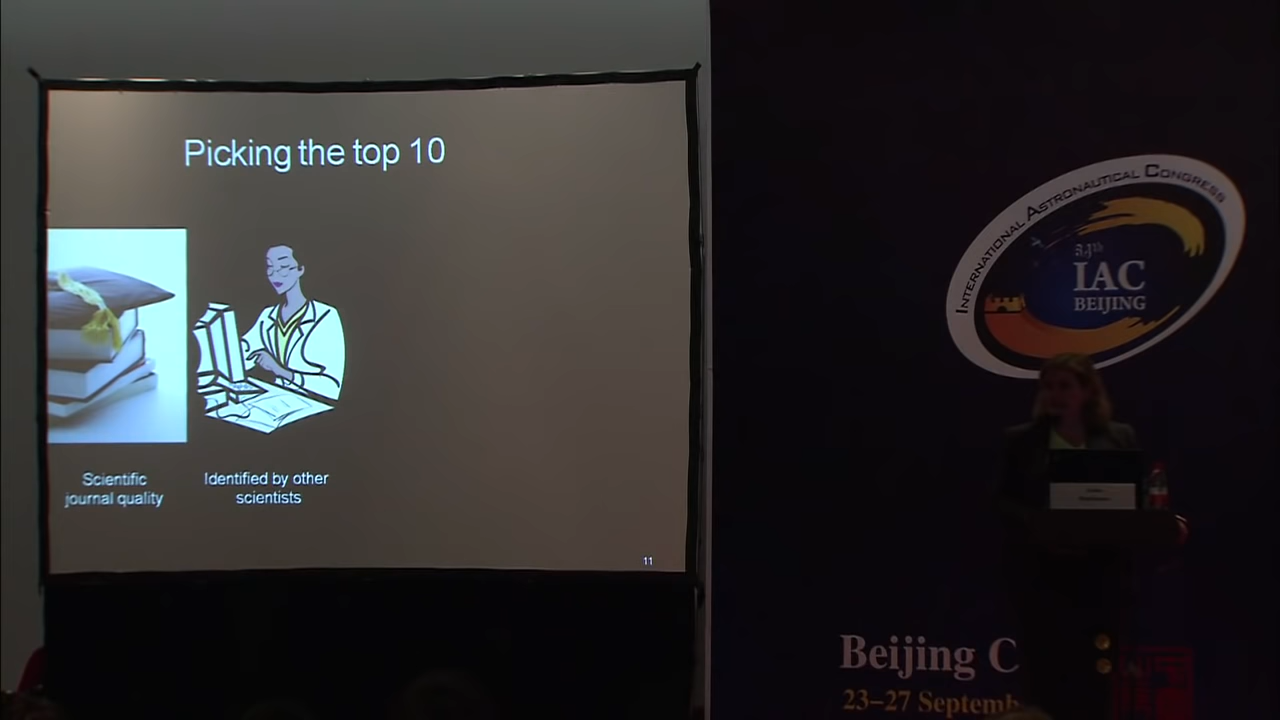 Picking the top 10
Scientific
journal quality
Identified by other
scientists
11
INTERNATIONAL ASTRONAUTICAL CONGRESS
IAC
BEIJING
Beijing C
23–27 Septemb